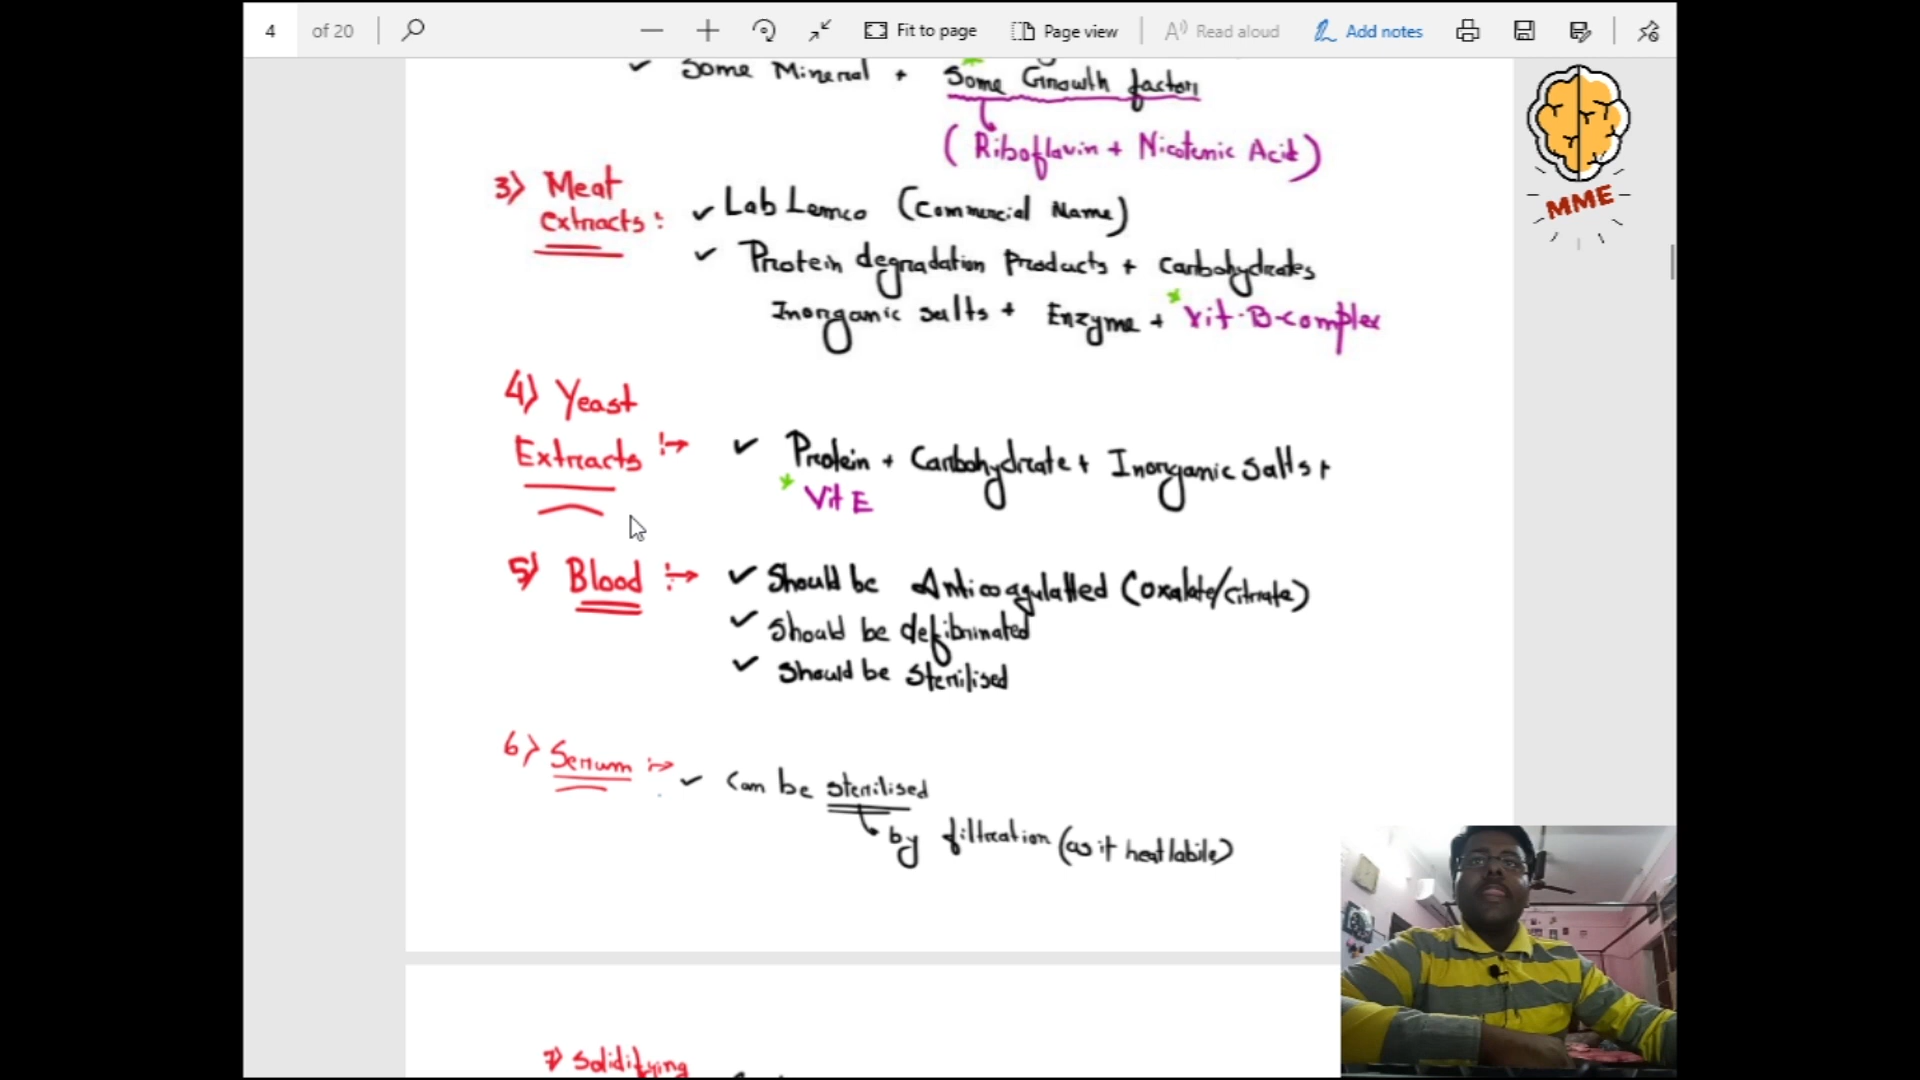 4 of 20 Fit to page Page view Read aloud Add notes
✓ Some Mineral + Some Growth factors
(Riboflavin + Nicotenic Acid)
3) Meat
extracts: ✓ Lab Lemco (Commercial Name)
✓ Protein degradation Products + Carbohydrates
Inorganic salts + Enzyme + *Vit-B-complex
4) Yeast
Extracts :→ ✓ Protein + Carbohydrate + Inorganic Salts +
*Vit E
5) Blood :→ ✓ Should be Anticoagulatted (oxalate/citrate)
✓ Should be defibrinated
✓ Should be Sterilised
6) Serum :→ ✓ Can be sterilised
by filtration (as it heat labile)
7) Solidifying
MME